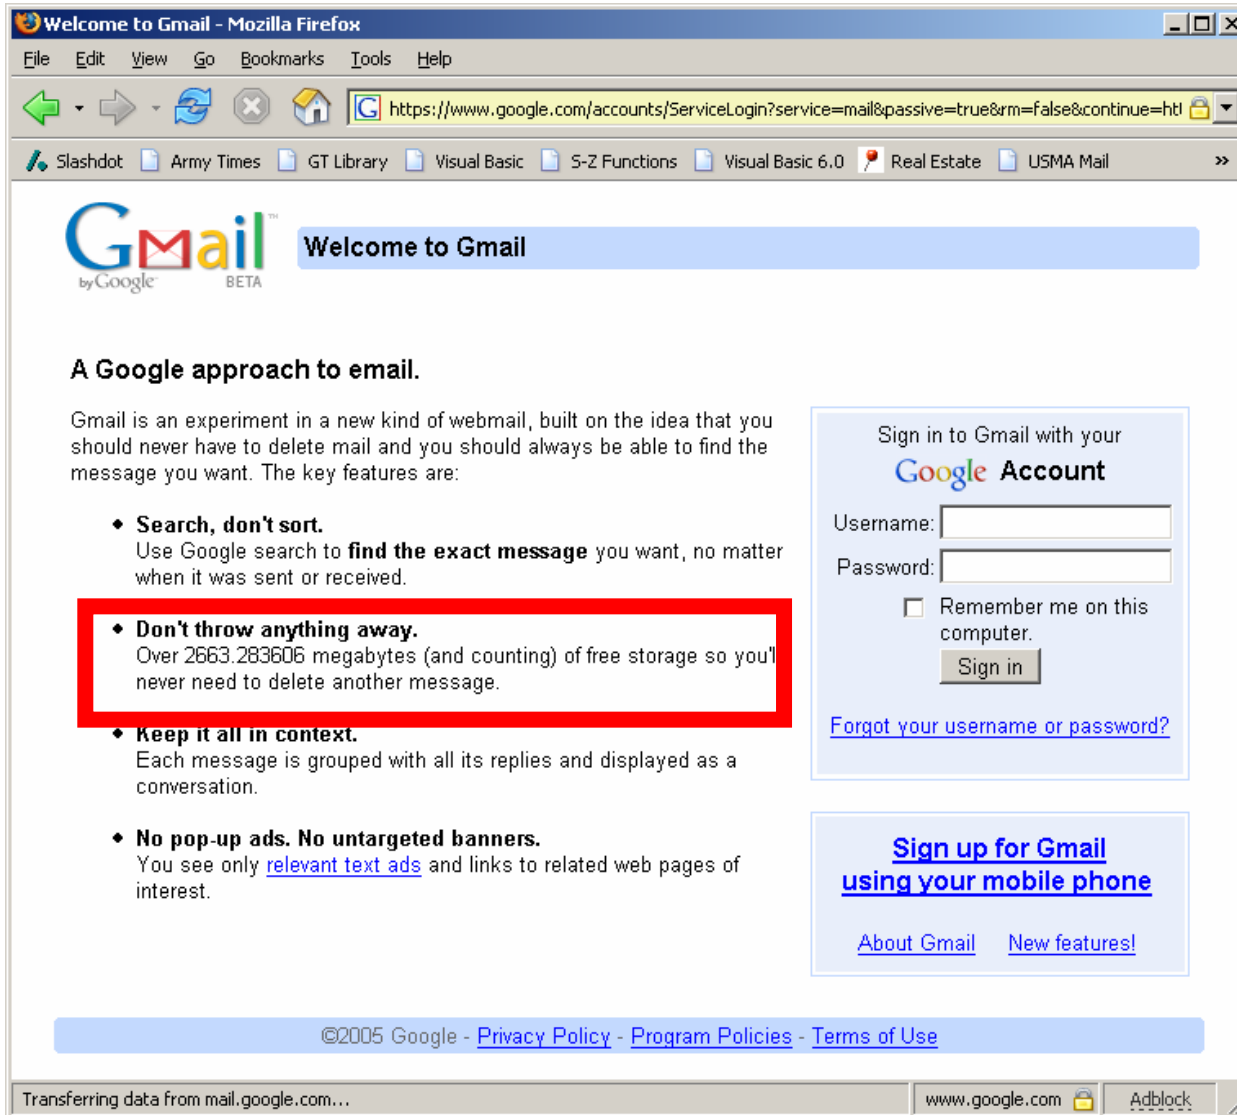 Welcome to Gmail - Mozilla Firefox
File Edit View Go Bookmarks Tools Help
G https://www.google.com/accounts/ServiceLogin?service=mail&passive=true&rm=false&continue=htt
Slashdot Army Times GT Library Visual Basic S-Z Functions Visual Basic 6.0 Real Estate USMA Mail »
Gmail™
by Google BETA
Welcome to Gmail
A Google approach to email.
Gmail is an experiment in a new kind of webmail, built on the idea that you
should never have to delete mail and you should always be able to find the
message you want. The key features are:
• Search, don't sort.
Use Google search to find the exact message you want, no matter
when it was sent or received.
• Don't throw anything away.
Over 2663.283606 megabytes (and counting) of free storage so you'l
never need to delete another message.
• Keep it all in context.
Each message is grouped with all its replies and displayed as a
conversation.
• No pop-up ads. No untargeted banners.
You see only relevant text ads and links to related web pages of
interest.
Sign in to Gmail with your
Google Account
Username:
Password:
Remember me on this
computer.
Sign in
Forgot your username or password?
Sign up for Gmail
using your mobile phone
About Gmail New features!
©2005 Google - Privacy Policy - Program Policies - Terms of Use
Transferring data from mail.google.com... www.google.com Adblock